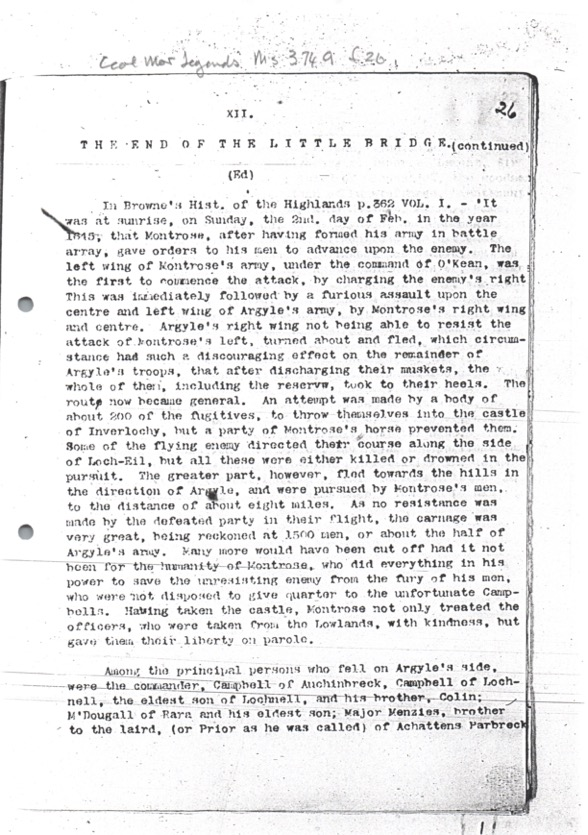 Ceol Mor Legends. Ms 3749 f.26,
26
XII.
THE END OF THE LITTLE BRIDGE.(continued)
(Ed)
In Browne's Hist. of the Highlands p.362 VOL. I. - 'It
was at sunrise, on Sunday, the 2nd. day of Feb. in the year
1645, that Montrose, after having formed his army in battle
array, gave orders to his men to advance upon the enemy. The
left wing of Montrose's army, under the command of O'Kean, was
the first to commence the attack, by charging the enemy's right
This was immediately followed by a furious assault upon the
centre and left wing of Argyle's army, by Montrose's right wing
and centre. Argyle's right wing not being able to resist the
attack of Montrose's left, turned about and fled, which circum-
stance had such a discouraging effect on the remainder of
Argyle's troops, that after discharging their muskets, the
whole of them, including the reservw, took to their heels. The
route now became general. An attempt was made by a body of
about 200 of the fugitives, to throw themselves into the castle
of Inverlochy, but a party of Montrose's horse prevented them.
Some of the flying enemy directed their course along the side
of Loch-Eil, but all these were either killed or drowned in the
pursuit. The greater part, however, fled towards the hills in
the direction of Argyle, and were pursued by Montrose's men,
to the distance of about eight miles. As no resistance was
made by the defeated party in their flight, the carnage was
very great, being reckoned at 1500 men, or about the half of
Argyle's army. Many more would have been cut off had it not
been for the humanity of Montrose, who did everything in his
power to save the unresisting enemy from the fury of his men,
who were not disposed to give quarter to the unfortunate Camp-
bells. Having taken the castle, Montrose not only treated the
officers, who were taken from the Lowlands, with kindness, but
gave them their liberty on parole.
Among the principal persons who fell on Argyle's side,
were the commander, Campbell of Auchinbreck, Campbell of Loch-
nell, the eldest son of Lochnell, and his brother, Colin;
M'Dougall of Rara and his eldest son; Major Menzies, brother
to the laird, (or Prior as he was called) of Achattens Parbreck